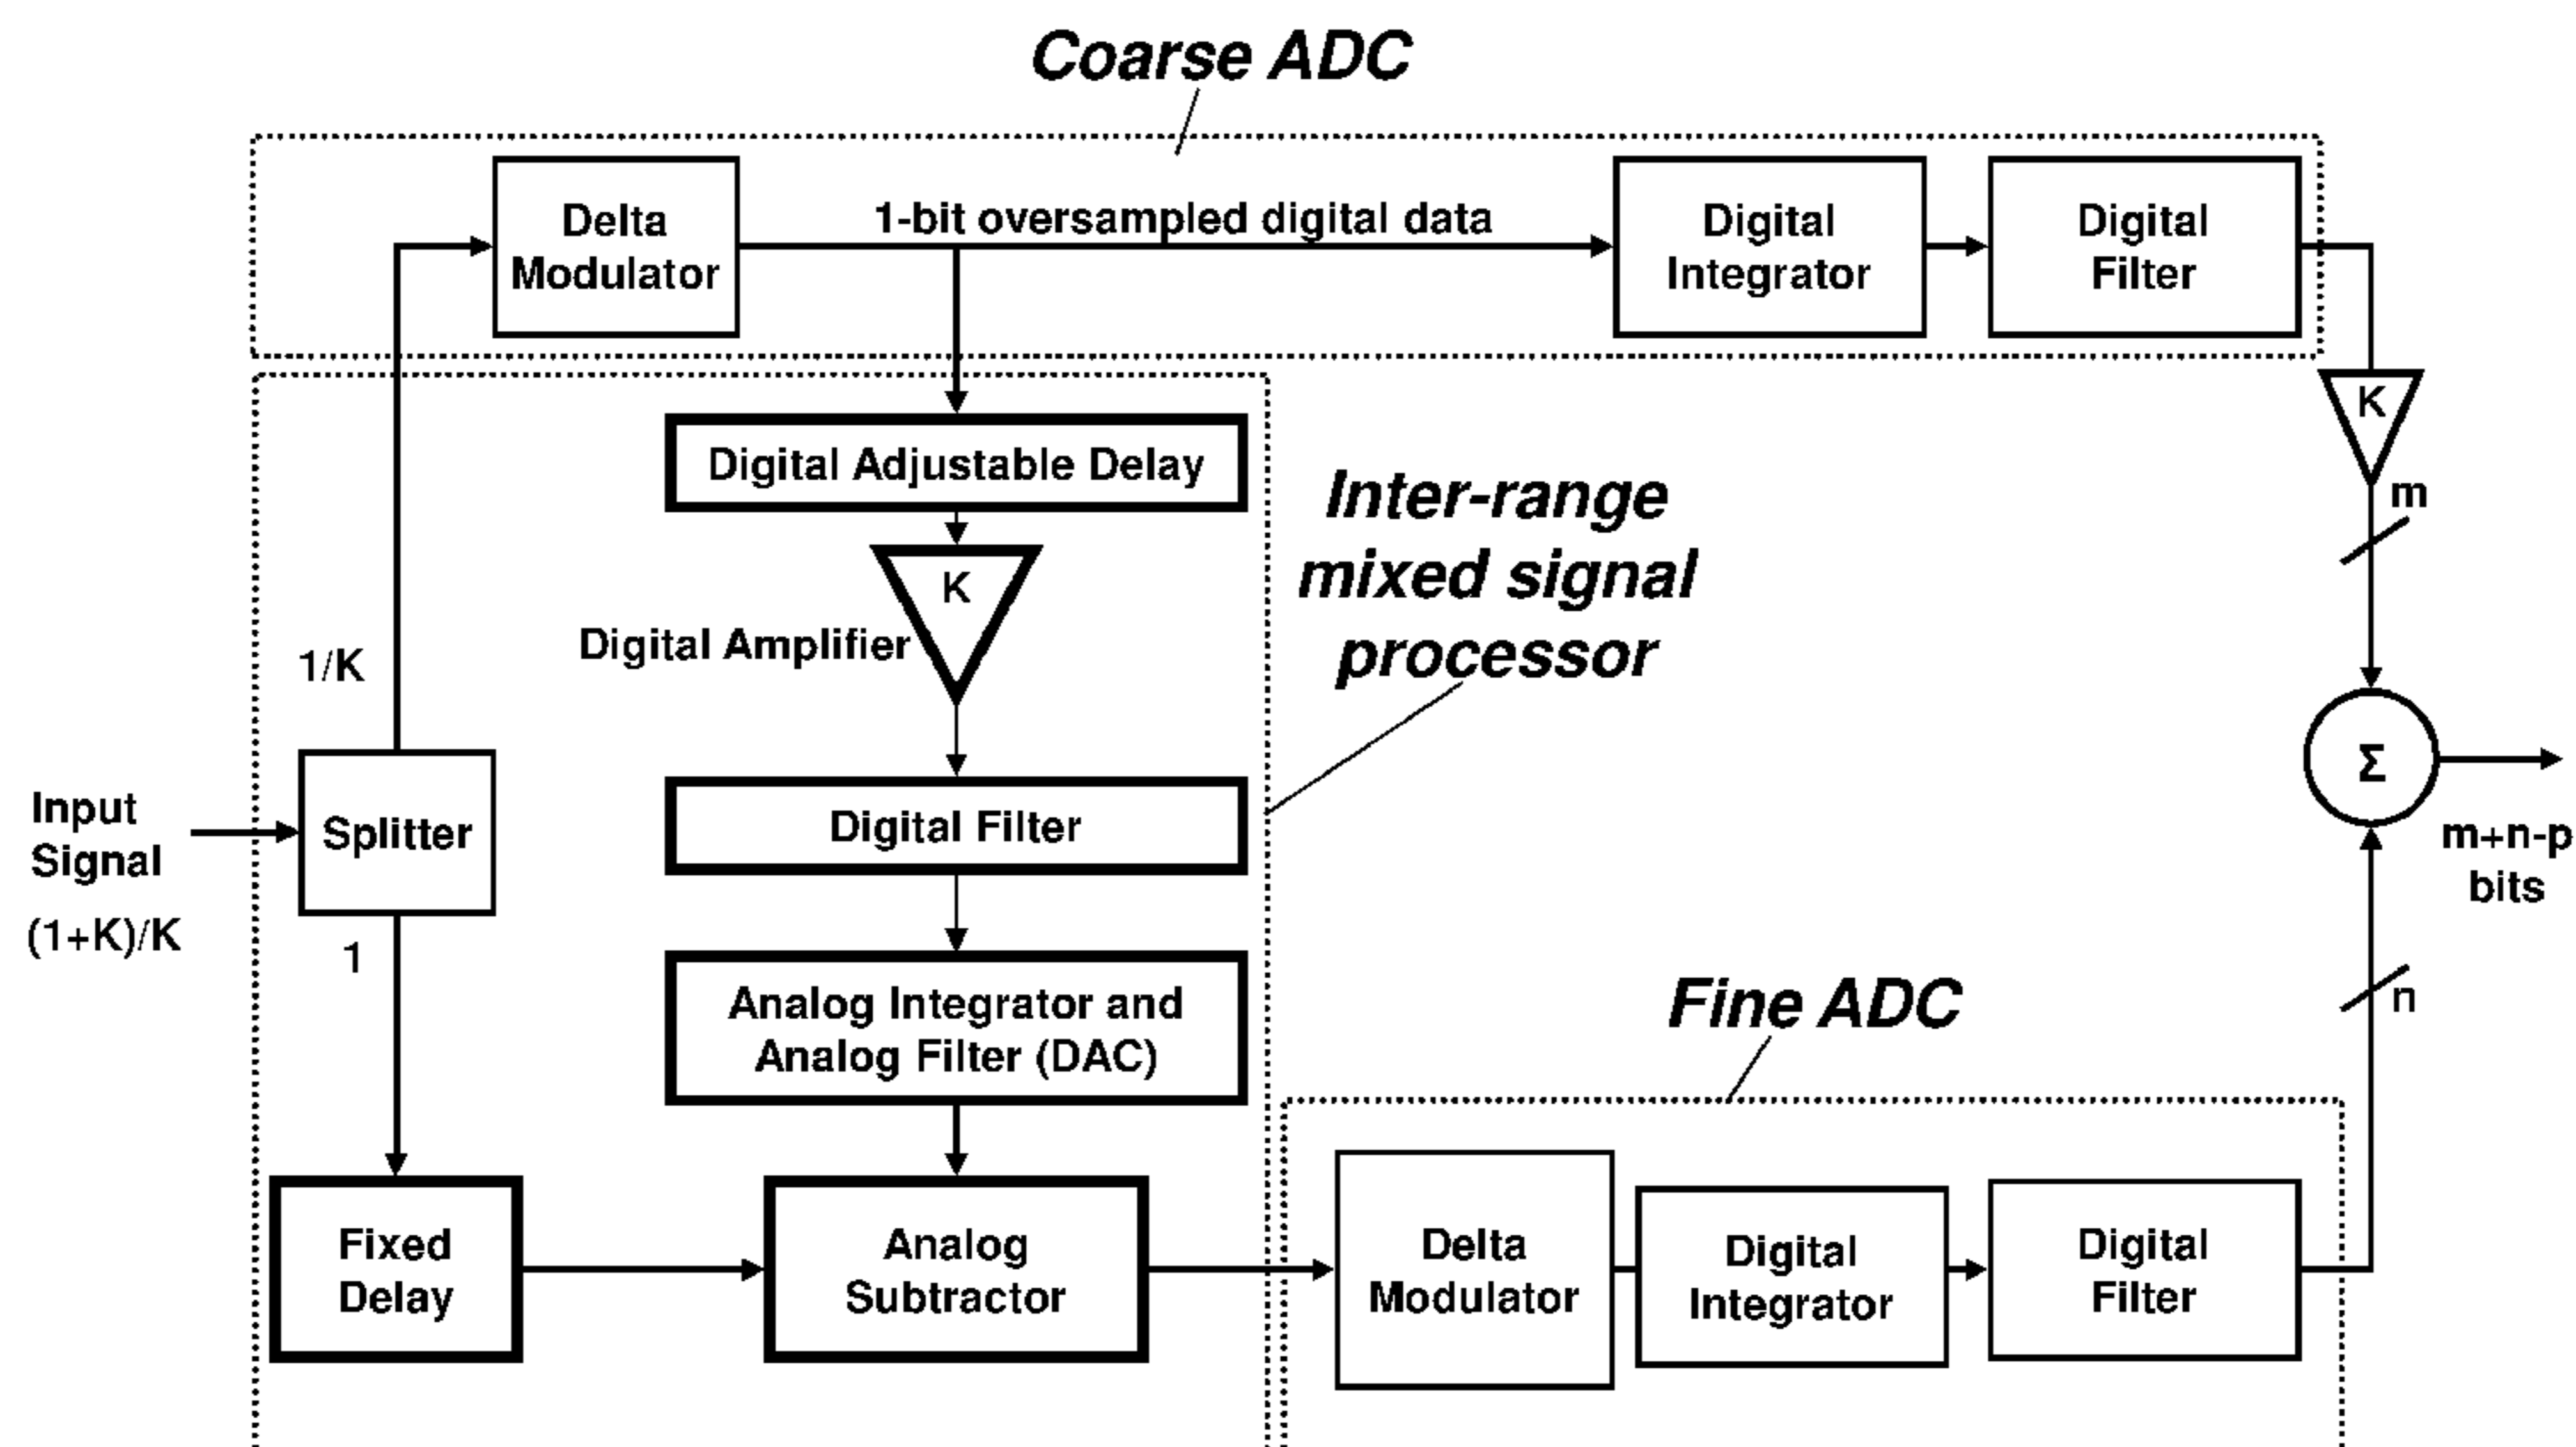 Coarse ADC
Delta
Modulator
1-bit oversampled digital data
Digital
Integrator
Digital
Filter
K
m
Digital Adjustable Delay
K
Digital Amplifier
Inter-range
mixed signal
processor
1/K
Input
Signal
(1+K)/K
Splitter
1
Digital Filter
Analog Integrator and
Analog Filter (DAC)
Fixed
Delay
Analog
Subtractor
Fine ADC
Delta
Modulator
Digital
Integrator
Digital
Filter
n
Σ
m+n-p
bits